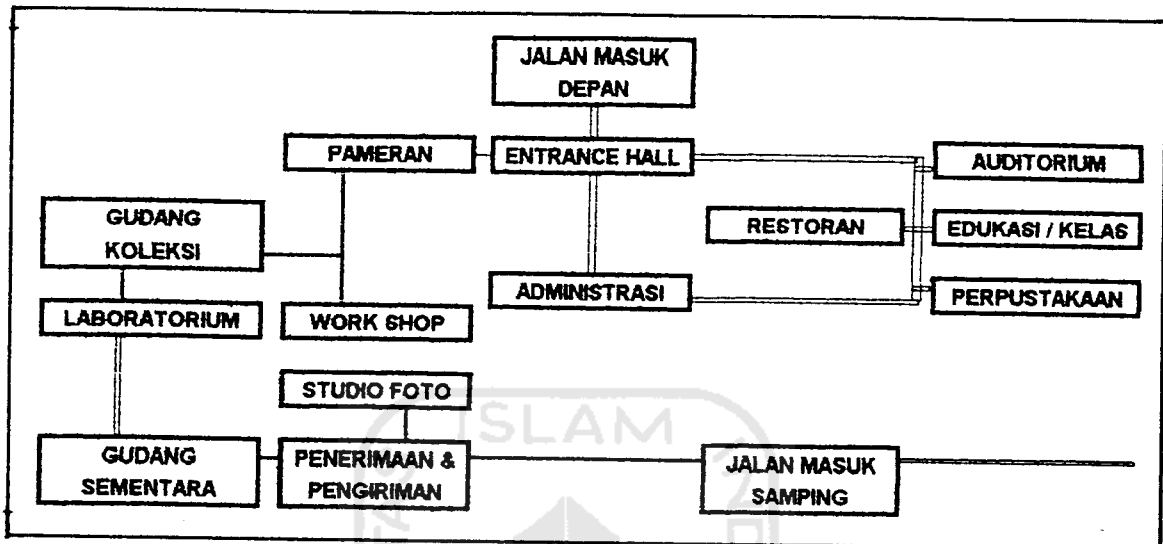 JALAN MASUK
DEPAN
PAMERAN
ENTRANCE HALL
AUDITORIUM
GUDANG
KOLEKSI
RESTORAN
EDUKASI / KELAS
ADMINISTRASI
PERPUSTAKAAN
LABORATORIUM
WORK SHOP
STUDIO FOTO
ISLAM
GUDANG
SEMENTARA
PENERIMAAN &
PENGIRIMAN
JALAN MASUK
SAMPING